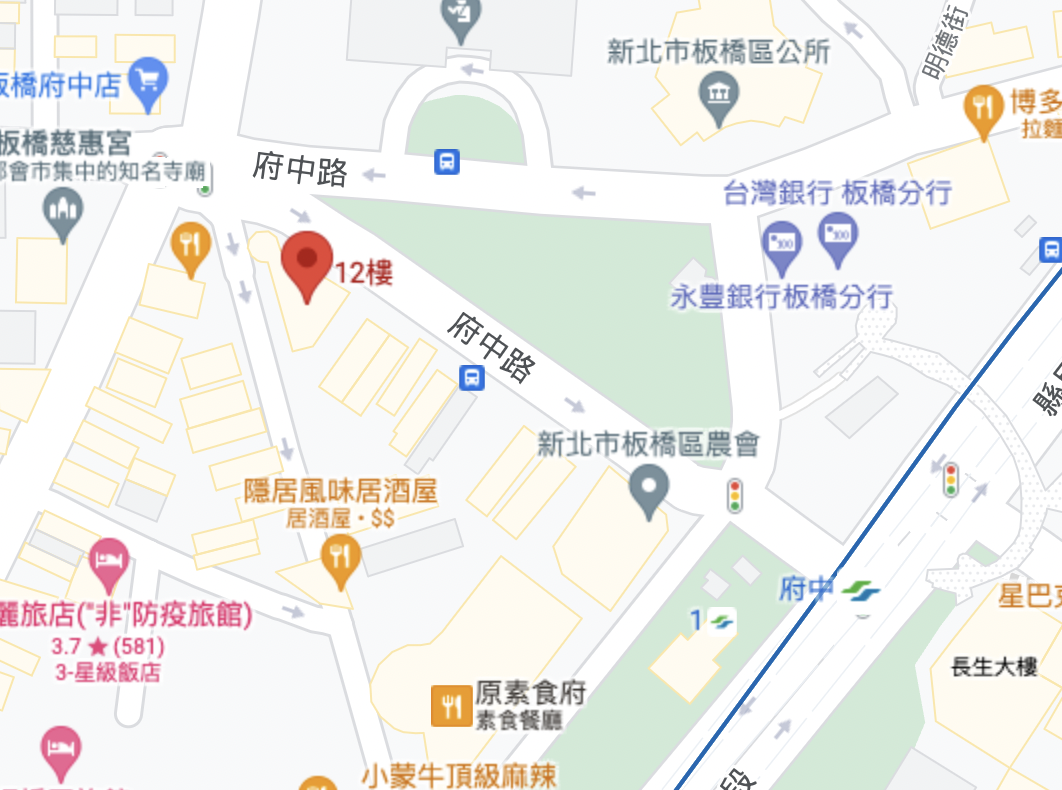 明德街
新北市板橋區公所
板橋府中店
博多
拉麵
板橋慈惠宮
都會市集中的知名寺廟
府中路
台灣銀行 板橋分行
100
100
12樓
永豐銀行板橋分行
府中路
新北市板橋區農會
隱居風味居酒屋
居酒屋・$$
府中
星巴克
1
麗旅店("非"防疫旅館)
3.7 ★ (581)
3-星級飯店
長生大樓
原素食府
素食餐廳
小蒙牛頂級麻辣
段